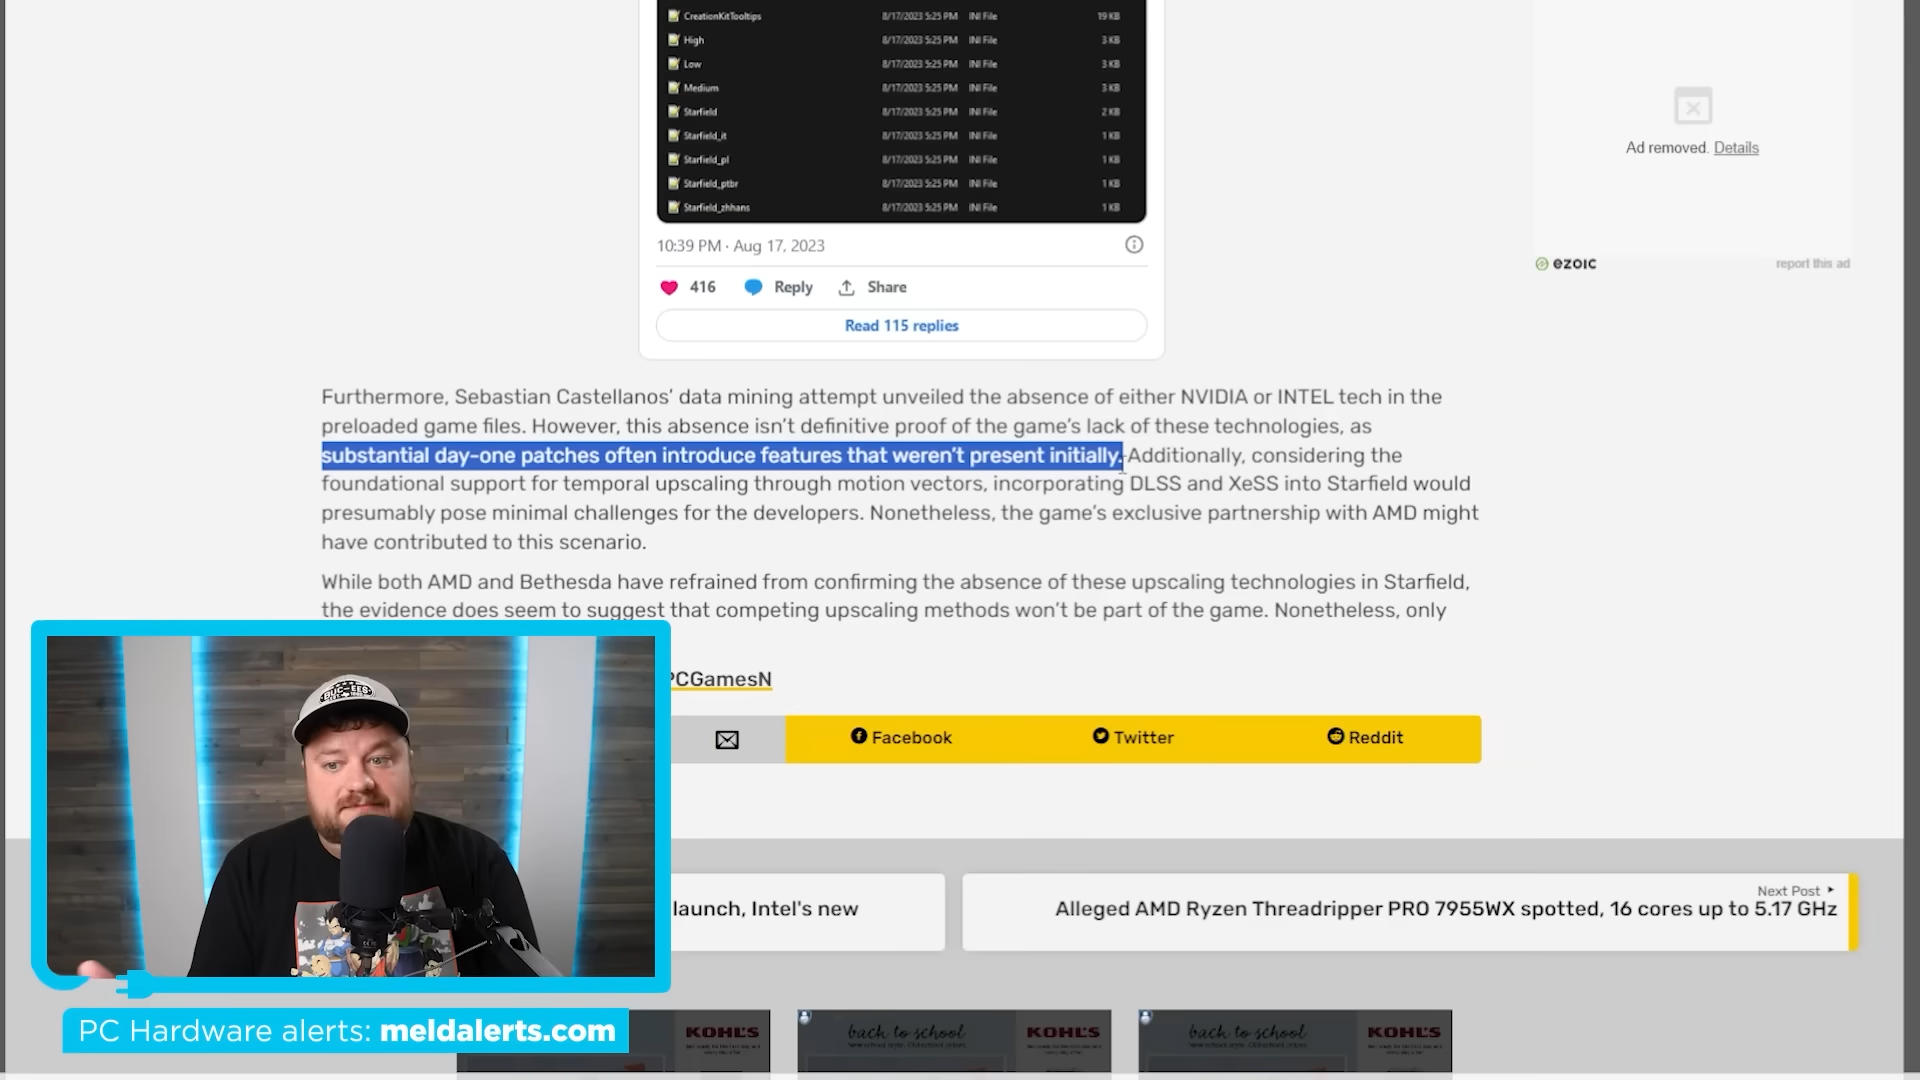 CreationKitTooltips 8/17/2023 5:25 PM INI File 19 KB
High 8/17/2023 5:25 PM INI File 3 KB
Low 8/17/2023 5:25 PM INI File 3 KB
Medium 8/17/2023 5:25 PM INI File 3 KB
Starfield 8/17/2023 5:25 PM INI File 2 KB
Starfield_it 8/17/2023 5:25 PM INI File 1 KB
Starfield_pl 8/17/2023 5:25 PM INI File 1 KB
Starfield_ptbr 8/17/2023 5:25 PM INI File 1 KB
Starfield_zhhans 8/17/2023 5:25 PM INI File 1 KB
10:39 PM · Aug 17, 2023
416 Reply Share
Read 115 replies
Ad removed. Details
ezoic report this ad
Furthermore, Sebastian Castellanos’ data mining attempt unveiled the absence of either NVIDIA or INTEL tech in the
preloaded game files. However, this absence isn’t definitive proof of the game’s lack of these technologies, as
substantial day-one patches often introduce features that weren’t present initially. Additionally, considering the
foundational support for temporal upscaling through motion vectors, incorporating DLSS and XeSS into Starfield would
presumably pose minimal challenges for the developers. Nonetheless, the game’s exclusive partnership with AMD might
have contributed to this scenario.
While both AMD and Bethesda have refrained from confirming the absence of these upscaling technologies in Starfield,
the evidence does seem to suggest that competing upscaling methods won’t be part of the game. Nonetheless, only
PCGamesN
Facebook Twitter Reddit
launch, Intel's new
Next Post
Alleged AMD Ryzen Threadripper PRO 7955WX spotted, 16 cores up to 5.17 GHz
BUC-EE'S
PC Hardware alerts: meldalerts.com
KOHL'S
back to school KOHL'S
back to school KOHL'S